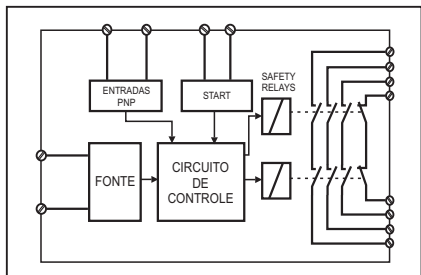 ENTRADAS
PNP
START
SAFETY
RELAYS
FONTE
CIRCUITO
DE
CONTROLE